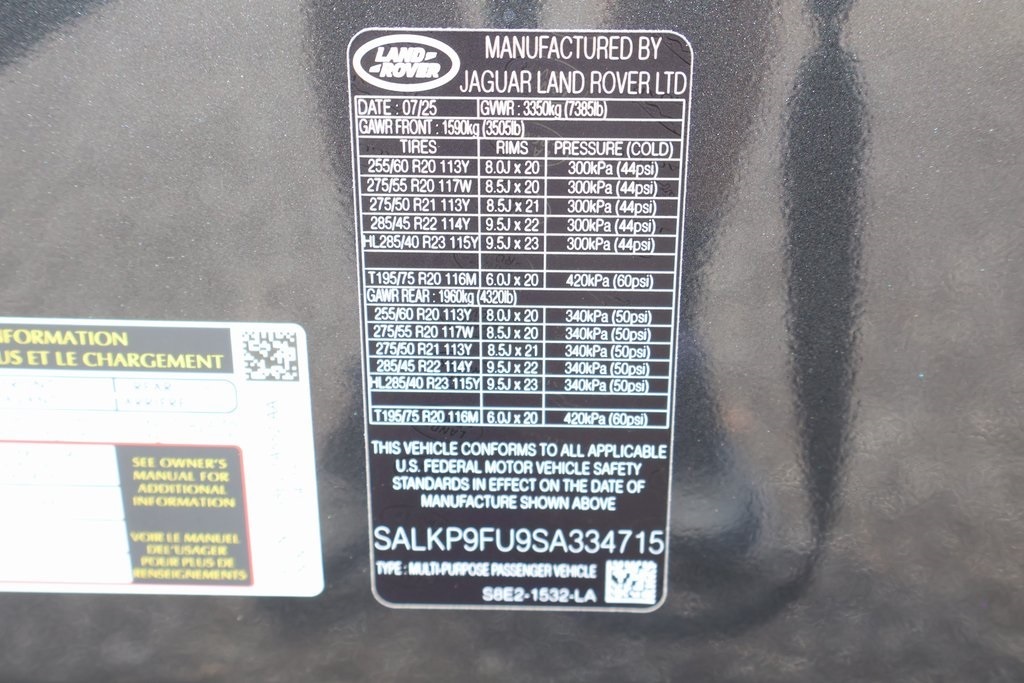 LAND-
-ROVER
MANUFACTURED BY
JAGUAR LAND ROVER LTD
DATE : 07/25 GVWR : 3350kg (7385lb)
GAWR FRONT : 1590kg (3505lb)
TIRES RIMS PRESSURE (COLD)
255/60 R20 113Y 8.0J x 20 300kPa (44psi)
275/55 R20 117W 8.5J x 20 300kPa (44psi)
275/50 R21 113Y 8.5J x 21 300kPa (44psi)
285/45 R22 114Y 9.5J x 22 300kPa (44psi)
HL285/40 R23 115Y 9.5J x 23 300kPa (44psi)
T195/75 R20 116M 6.0J x 20 420kPa (60psi)
GAWR REAR : 1960kg (4320lb)
255/60 R20 113Y 8.0J x 20 340kPa (50psi)
275/55 R20 117W 8.5J x 20 340kPa (50psi)
275/50 R21 113Y 8.5J x 21 340kPa (50psi)
285/45 R22 114Y 9.5J x 22 340kPa (50psi)
HL285/40 R23 115Y 9.5J x 23 340kPa (50psi)
T195/75 R20 116M 6.0J x 20 420kPa (60psi)
THIS VEHICLE CONFORMS TO ALL APPLICABLE
U.S. FEDERAL MOTOR VEHICLE SAFETY
STANDARDS IN EFFECT ON THE DATE OF
MANUFACTURE SHOWN ABOVE
SALKP9FU9SA334715
TYPE : MULTI-PURPOSE PASSENGER VEHICLE
S8E2-1532-LA
NFORMATION
US ET LE CHARGEMENT
REAR
ARRIÈRE
SEE OWNER'S
MANUAL FOR
ADDITIONAL
INFORMATION
VOIR LE MANUEL
DE L'USAGER
POUR PLUS DE
RENSEIGNEMENTS